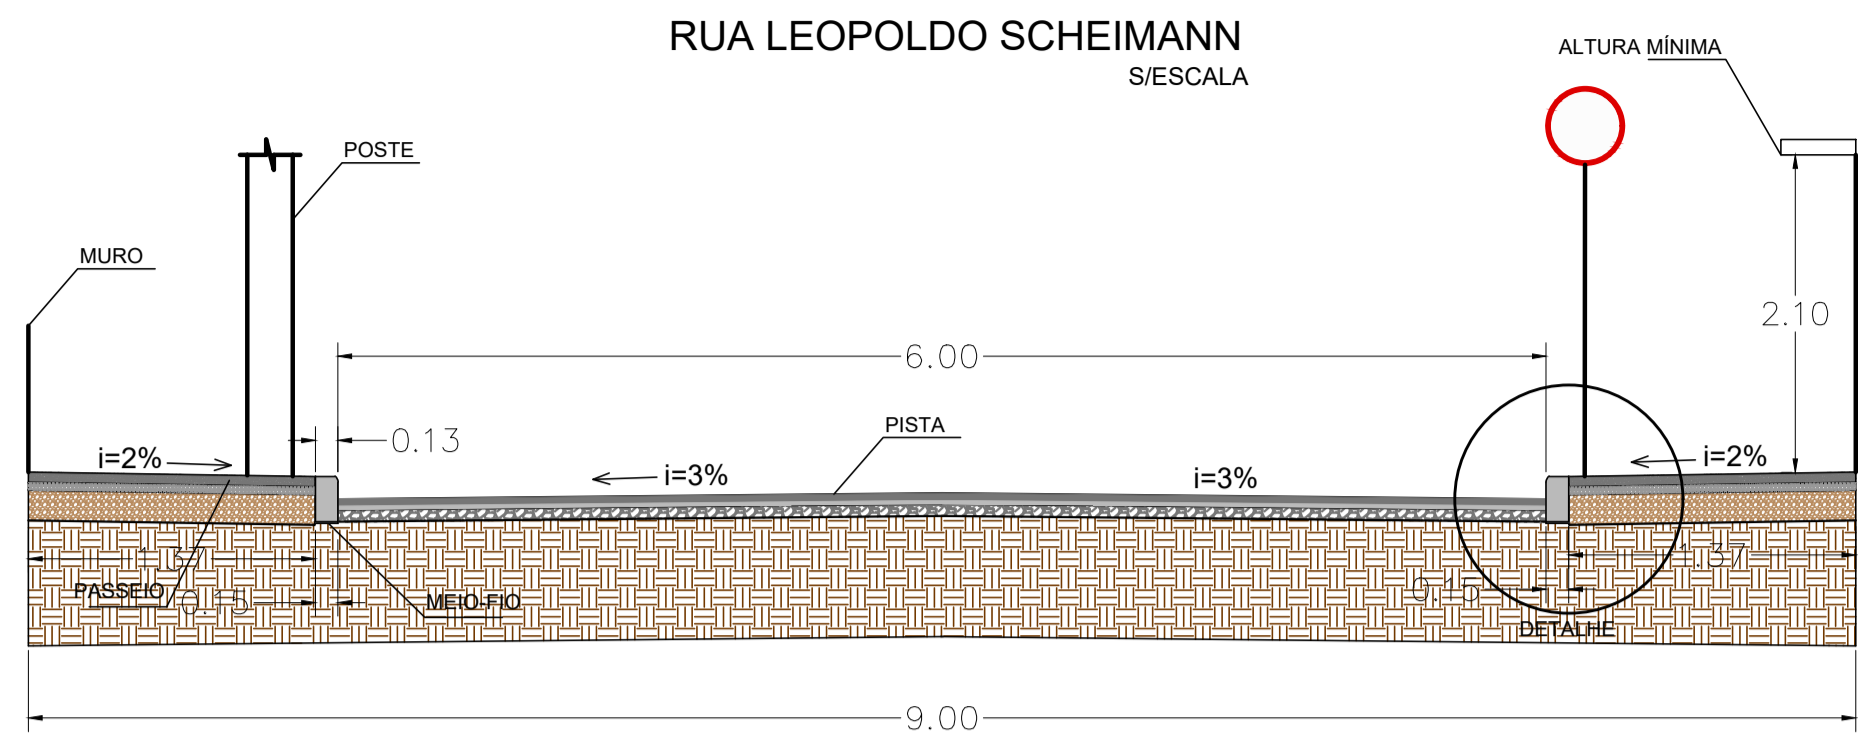 RUA LEOPOLDO SCHEIMANN
S/ESCALA
ALTURA MÍNIMA
POSTE
MURO
2.10
6.00
PISTA
0.13
i=2%
i=3%
i=3%
i=2%
1.37
1.37
PASSEIO
0.15
MEIO-FIO
0.15
DETALHE
9.00